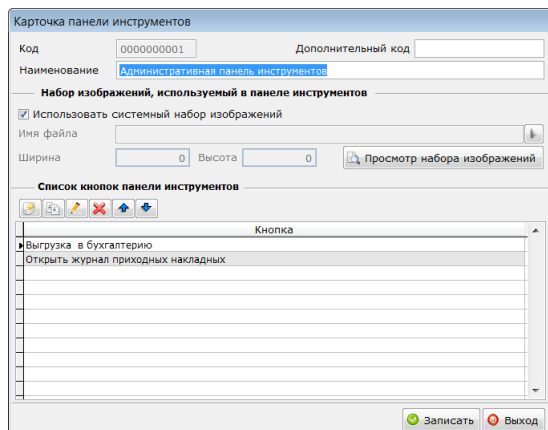 Карточка панели инструментов
Код 0000000001 Дополнительный код
Наименование Административная панель инструментов
Набор изображений, используемый в панеле инструментов
Использовать системный набор изображений
Имя файла
Ширина 0 Высота 0 Просмотр набора изображений
Список кнопок панели инструментов
Кнопка
Выгрузка в бухгалтерию
Открыть журнал приходных накладных
Записать Выход